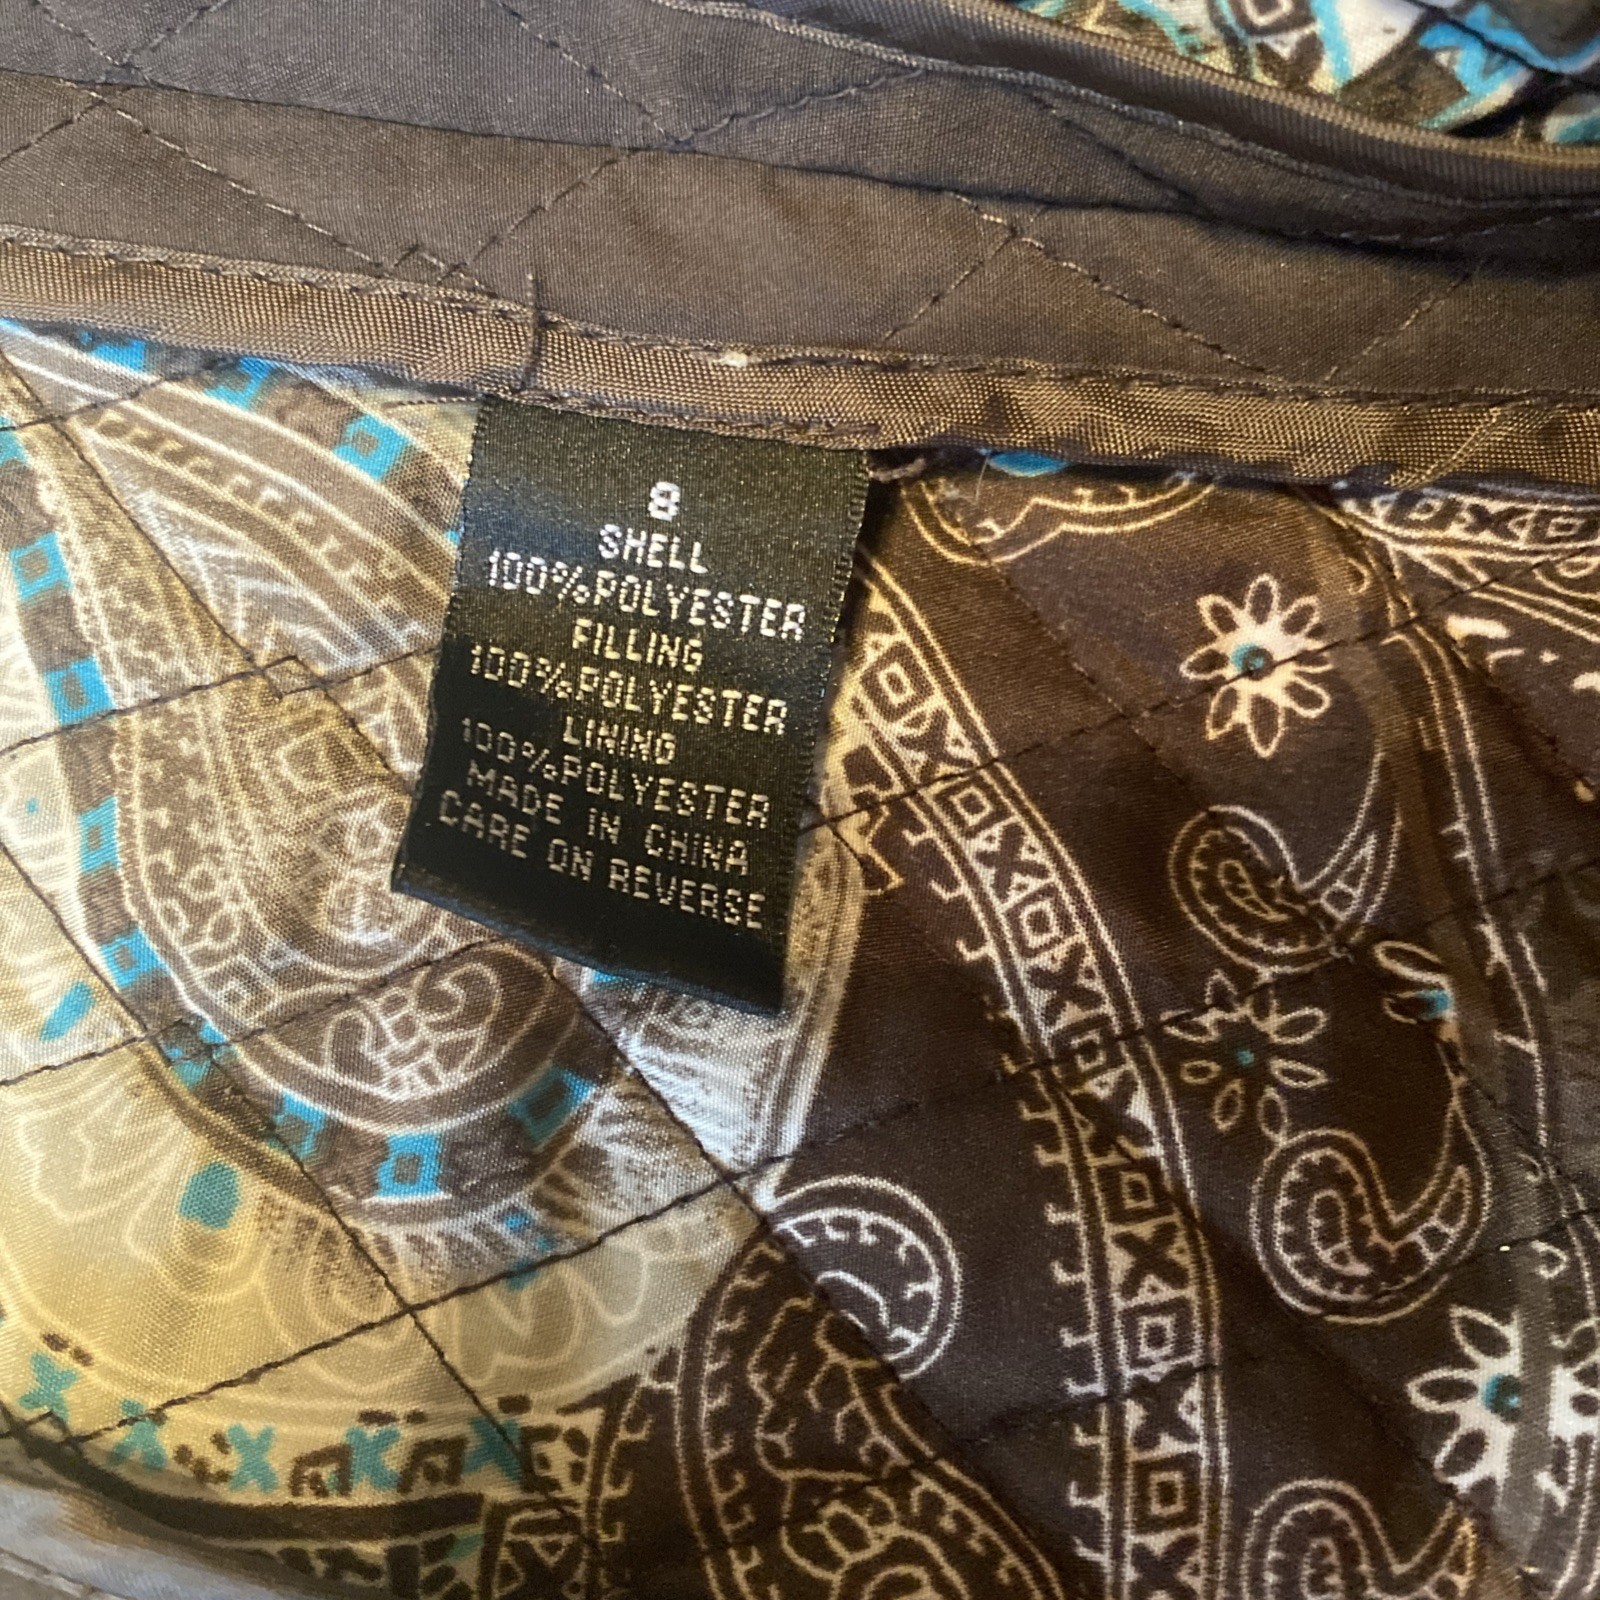 8
SHELL
100%POLYESTER
FILLING
100%POLYESTER
LINING
100%POLYESTER
MADE IN CHINA
CARE ON REVERSE